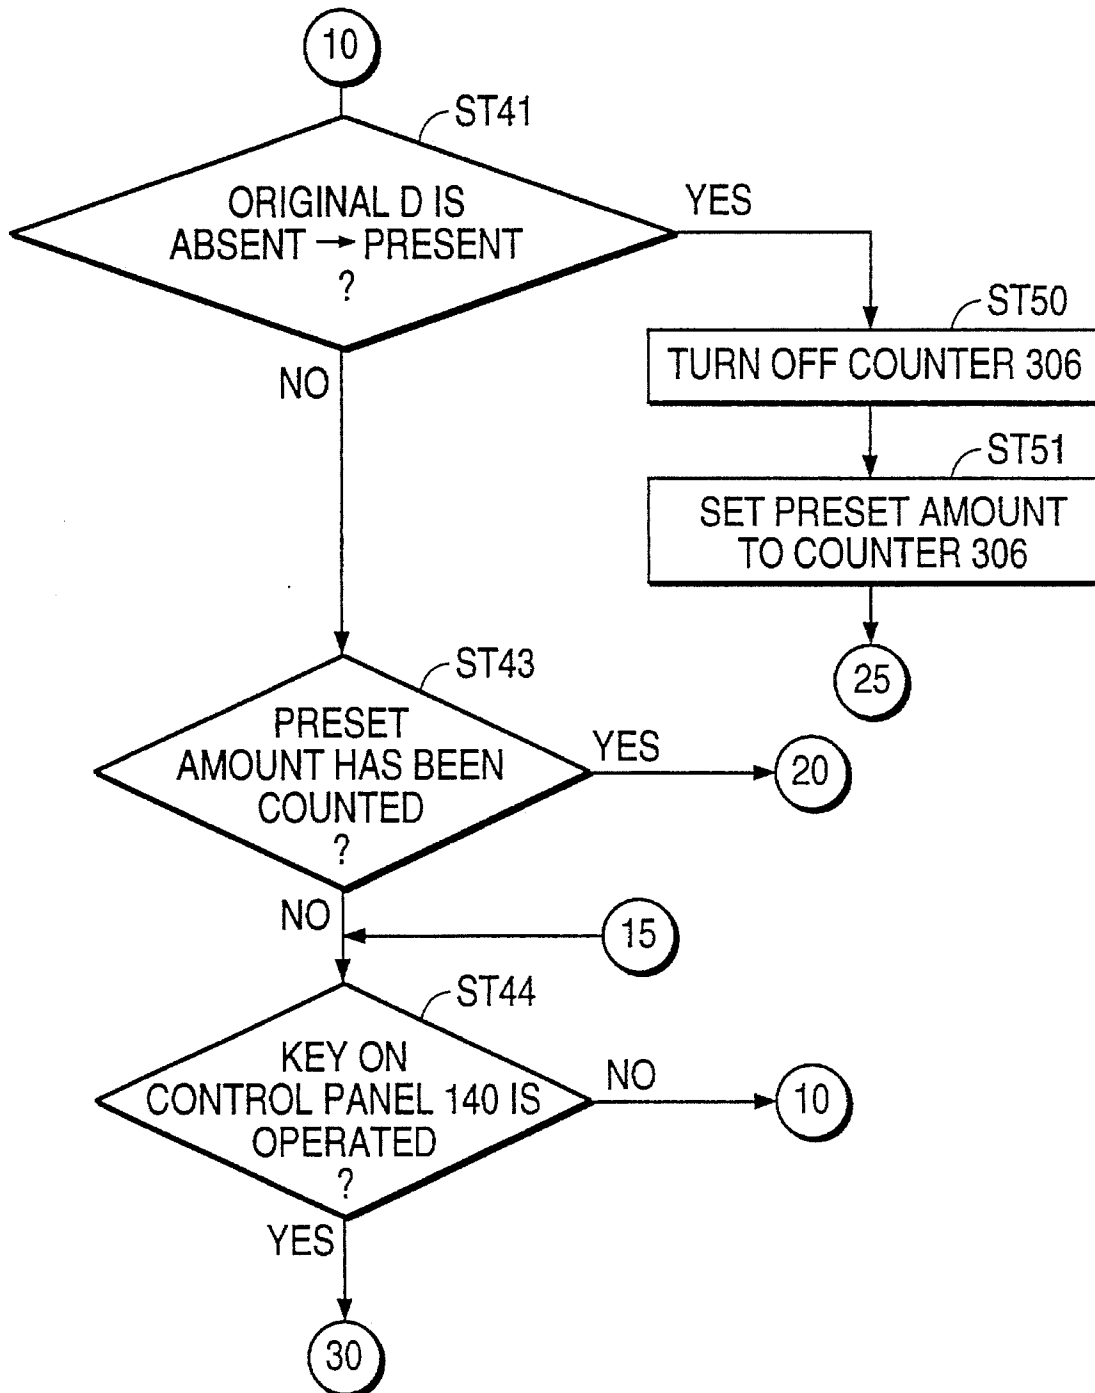 10
ST41
ORIGINAL D IS
ABSENT → PRESENT
?
YES
NO
ST50
TURN OFF COUNTER 306
ST51
SET PRESET AMOUNT
TO COUNTER 306
25
ST43
PRESET
AMOUNT HAS BEEN
COUNTED
?
YES
20
NO
15
ST44
KEY ON
CONTROL PANEL 140 IS
OPERATED
?
NO
10
YES
30